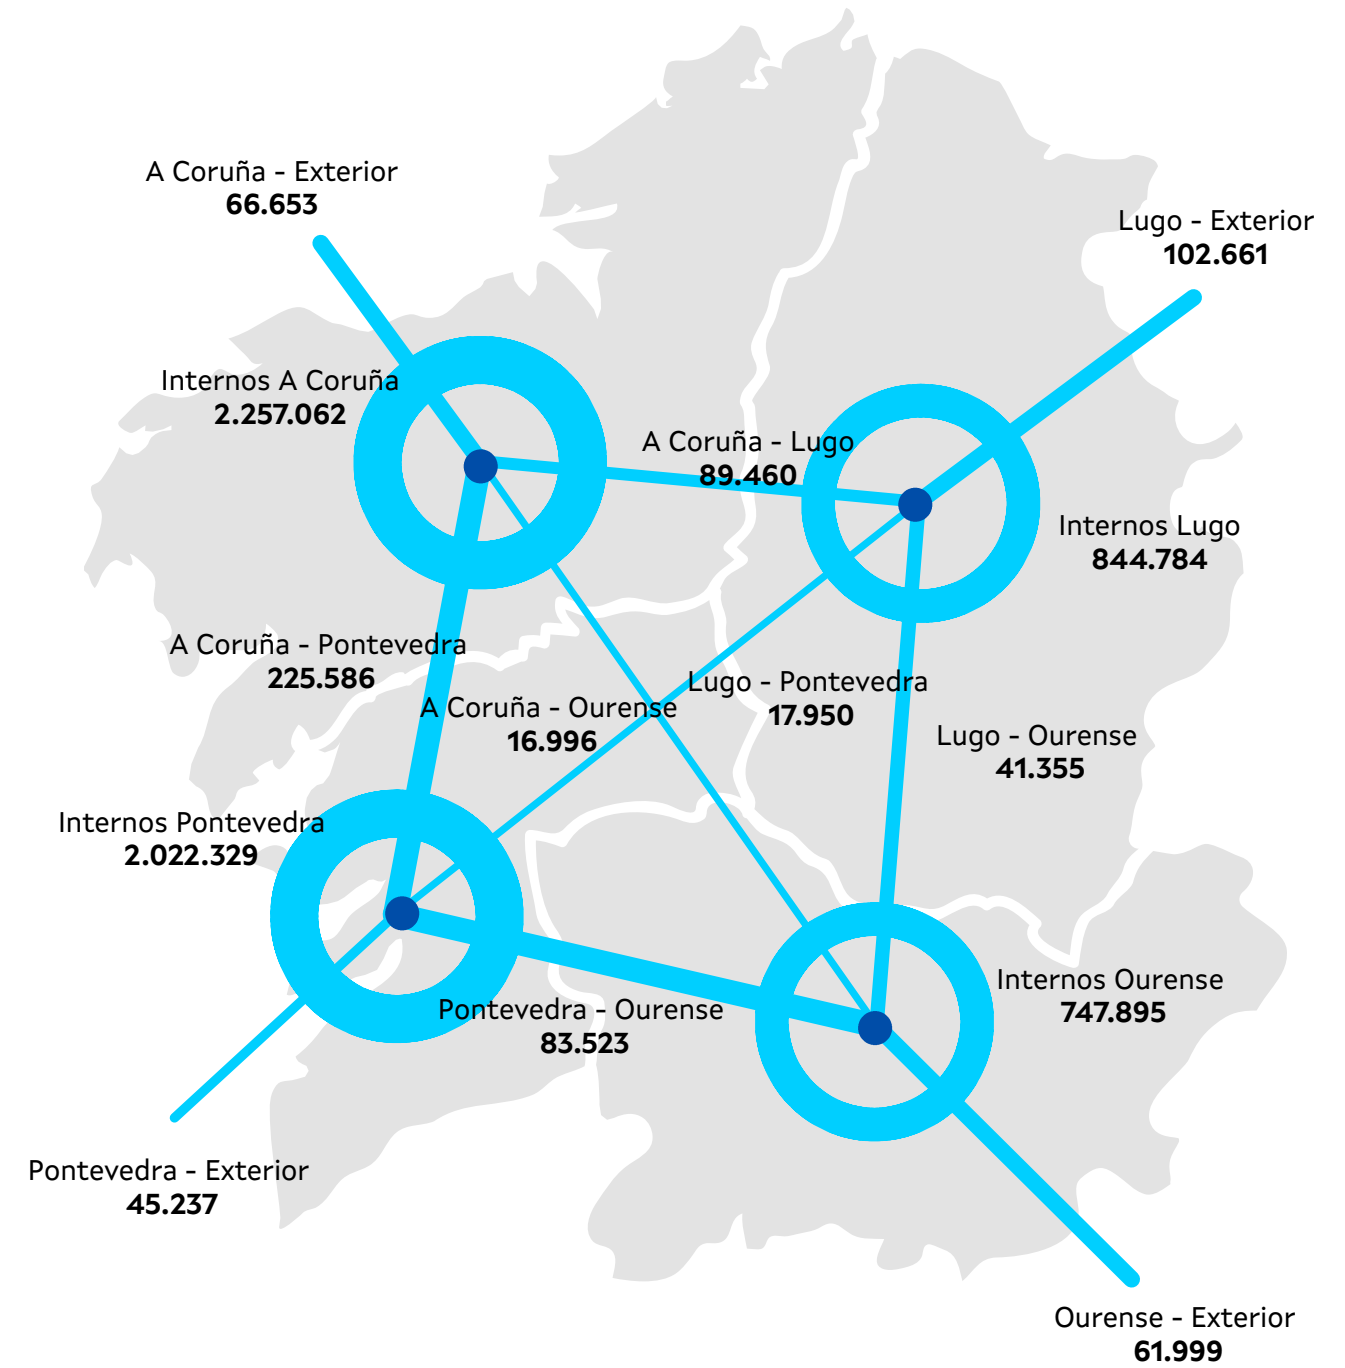 A Coruña - Exterior
66.653
Lugo - Exterior
102.661
Internos A Coruña
2.257.062
A Coruña - Lugo
89.460
Internos Lugo
844.784
A Coruña - Pontevedra
225.586
Lugo - Pontevedra
17.950
A Coruña - Ourense
16.996
Lugo - Ourense
41.355
Internos Pontevedra
2.022.329
Internos Ourense
747.895
Pontevedra - Ourense
83.523
Pontevedra - Exterior
45.237
Ourense - Exterior
61.999